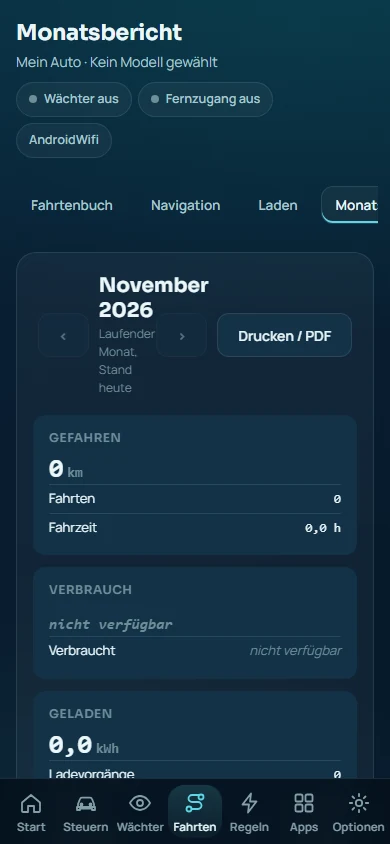 Monatsbericht
Mein Auto · Kein Modell gewählt
Wächter aus
Fernzugang aus
AndroidWifi
Fahrtenbuch
Navigation
Laden
Monats
‹
November
2026
Laufender
Monat,
Stand
heute
›
Drucken / PDF
GEFAHREN
0 km
Fahrten 0
Fahrzeit 0,0 h
VERBRAUCH
nicht verfügbar
Verbraucht nicht verfügbar
GELADEN
0,0 kWh
Ladevorgänge 0
Start
Steuern
Wächter
Fahrten
Regeln
Apps
Optionen